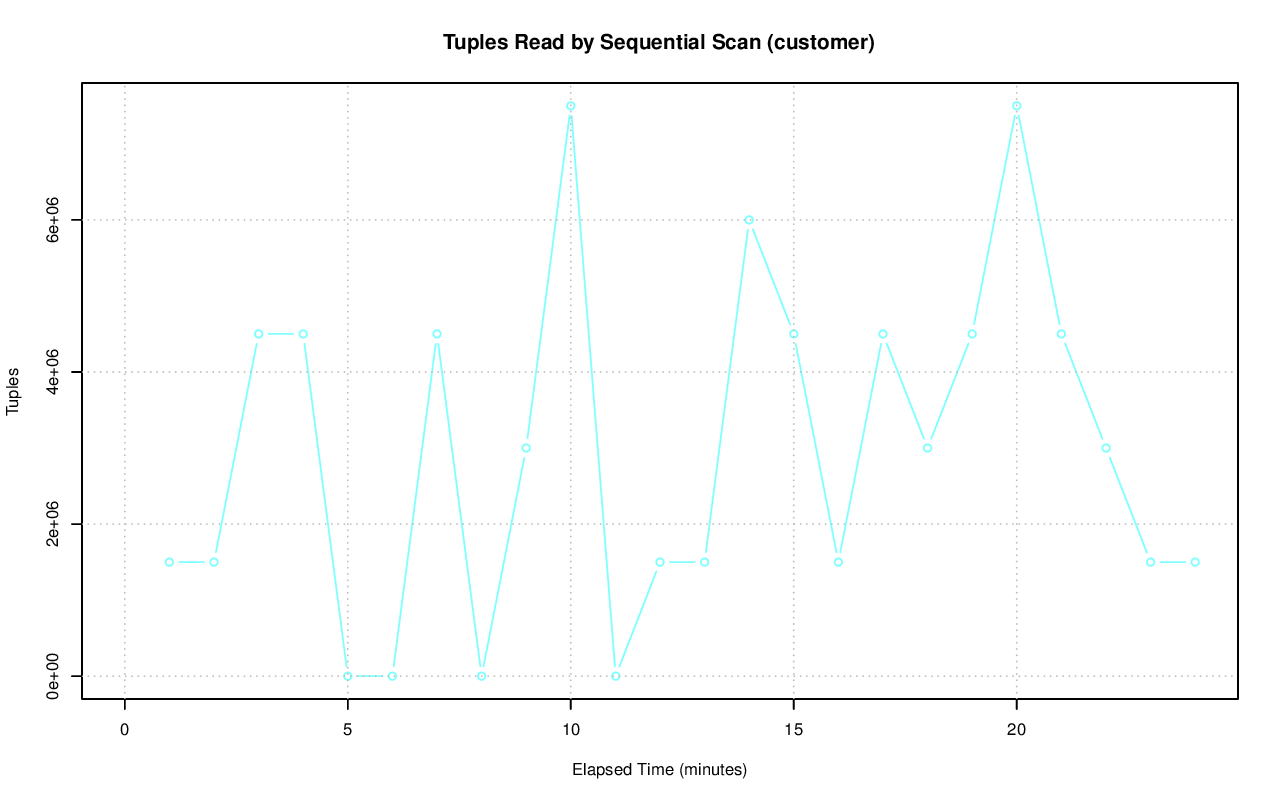 Tuples Read by Sequential Scan (customer)
Tuples
6e+06
4e+06
2e+06
0e+00
0 5 10 15 20
Elapsed Time (minutes)